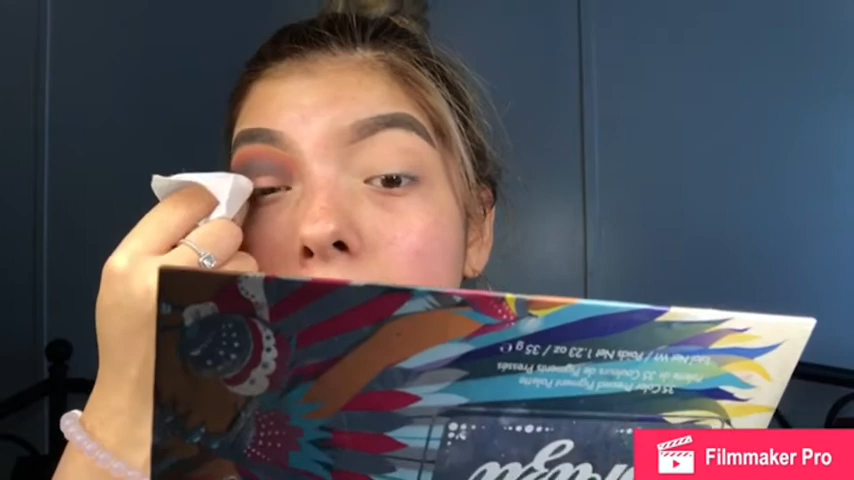 Total Net Wt / Poids Net 1.23 oz / 35 g ℮
Palette de 35 Couleurs de Pigments Pressés
35 Color Pressed Pigment Palette
Filmmaker Pro